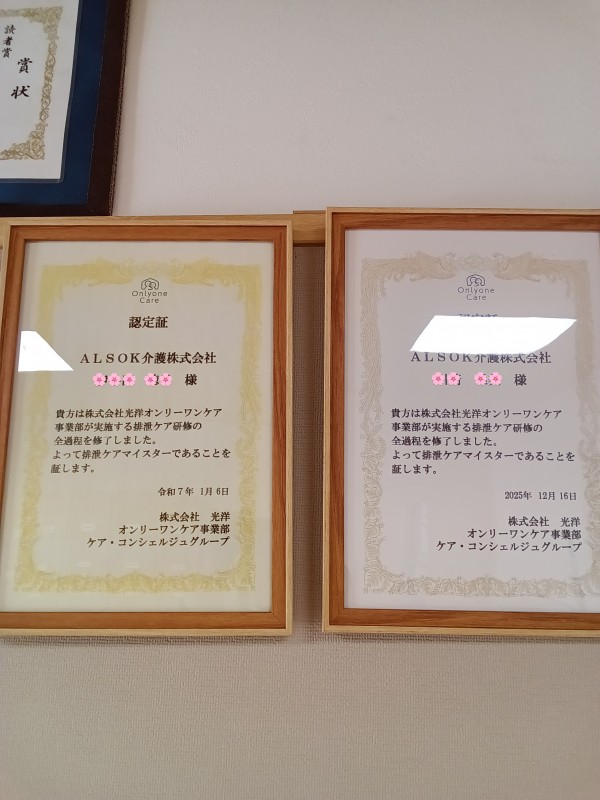 読者賞
賞状
Onlyone
Care
認定証
ALSOK介護株式会社
様
貴方は株式会社光洋オンリーワンケア
事業部が実施する排泄ケア研修の
全過程を修了しました。
よって排泄ケアマイスターであることを
証します。
令和7年 1月6日
株式会社 光洋
オンリーワンケア事業部
ケア・コンシェルジュグループ
Onlyone
Care
ALSOK介護株式会社
様
貴方は株式会社光洋オンリーワンケア
事業部が実施する排泄ケア研修の
全過程を修了しました。
よって排泄ケアマイスターであることを
証します。
2025年 12月16日
株式会社 光洋
オンリーワンケア事業部
ケア・コンシェルジュグループ